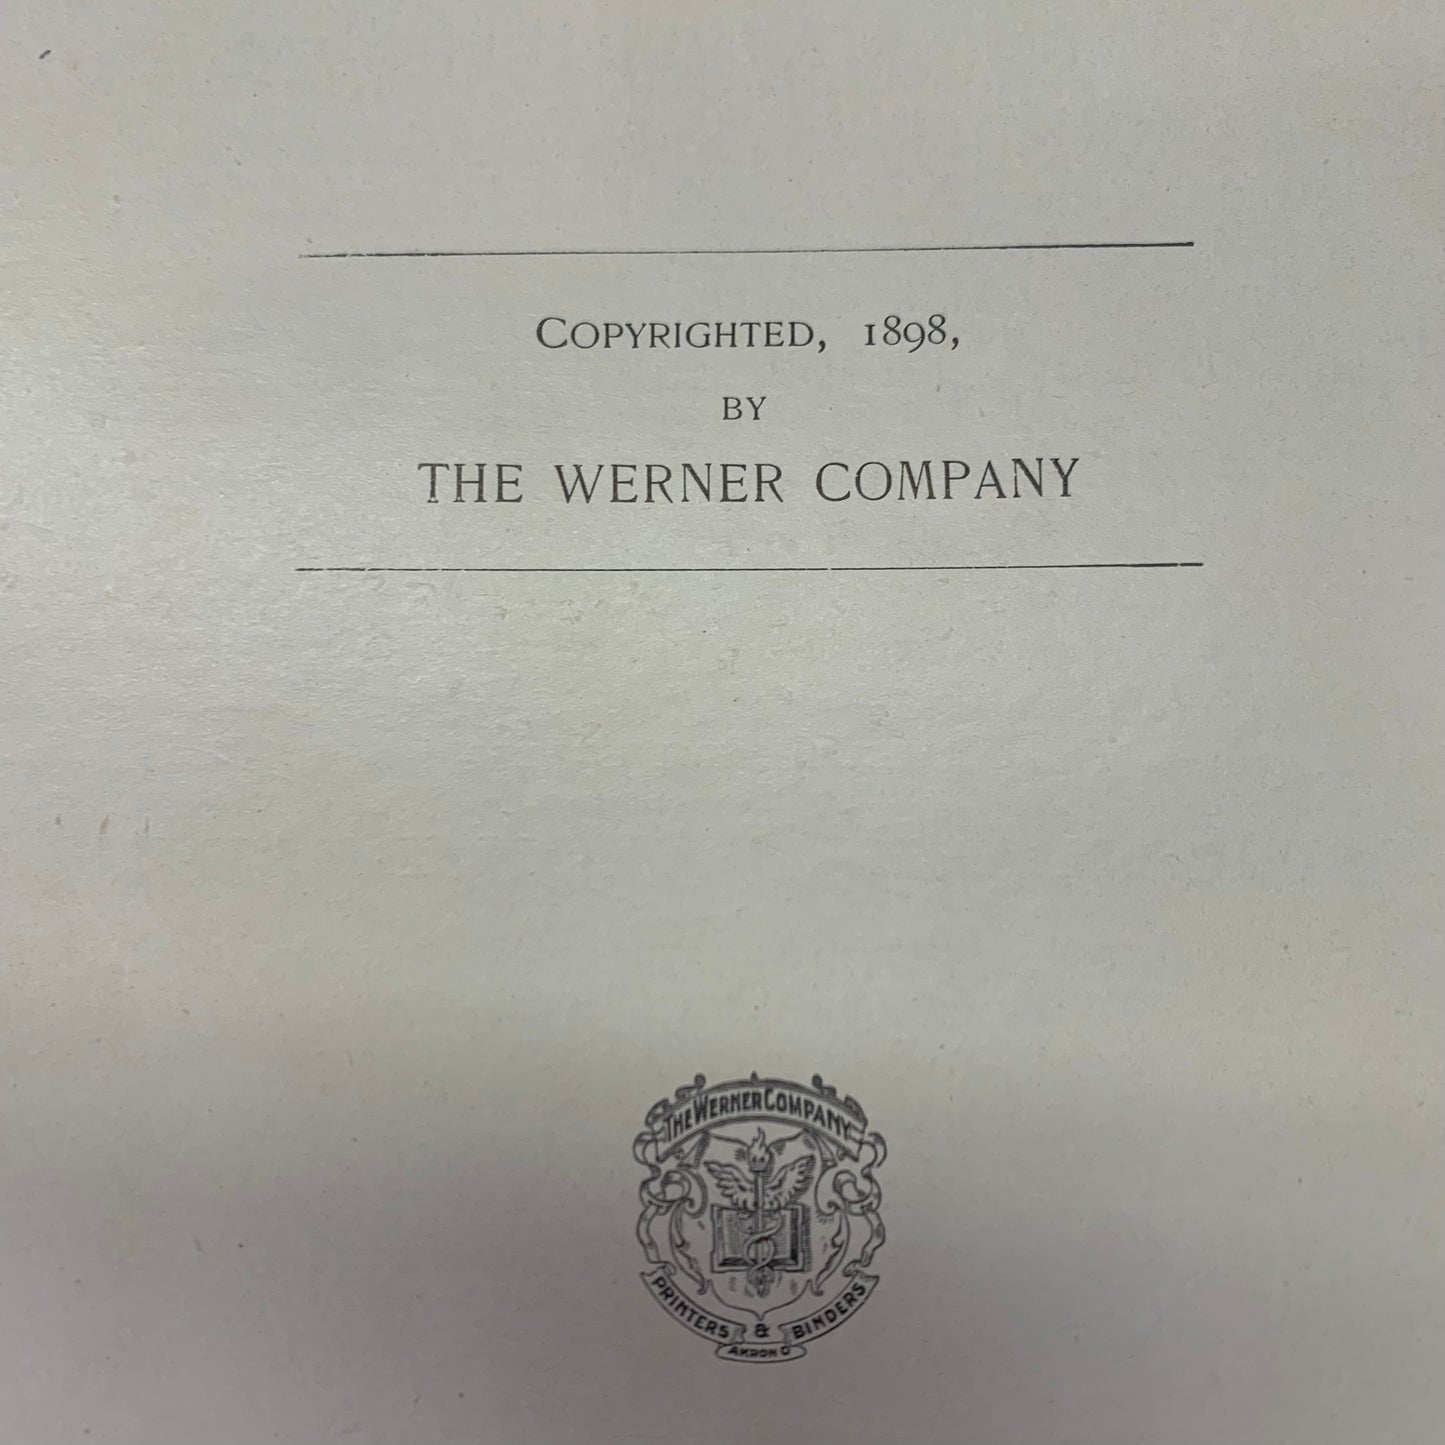 COPYRIGHTED, 1898,
BY
THE WERNER COMPANY
THE WERNER COMPANY
PRINTERS & BINDERS
AKRON O